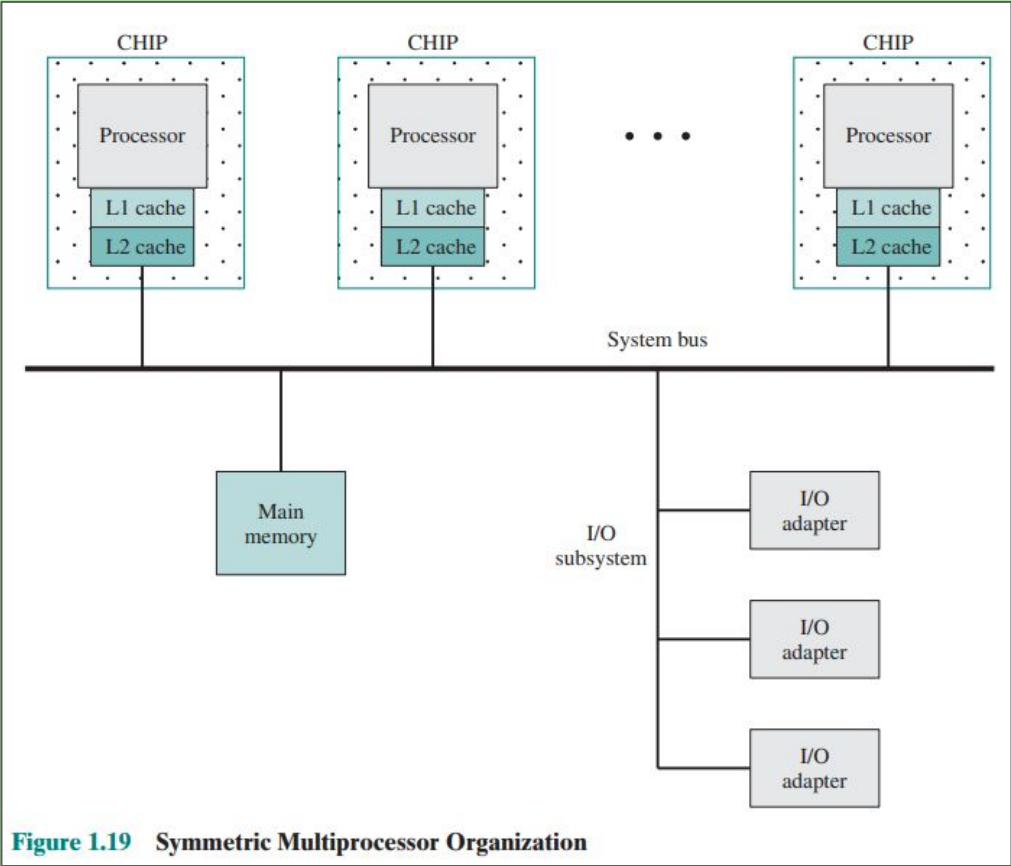 CHIP
CHIP
CHIP
Processor
Processor
• • •
Processor
L1 cache
L1 cache
L1 cache
L2 cache
L2 cache
L2 cache
System bus
Main
memory
I/O
subsystem
I/O
adapter
I/O
adapter
I/O
adapter
Figure 1.19 Symmetric Multiprocessor Organization